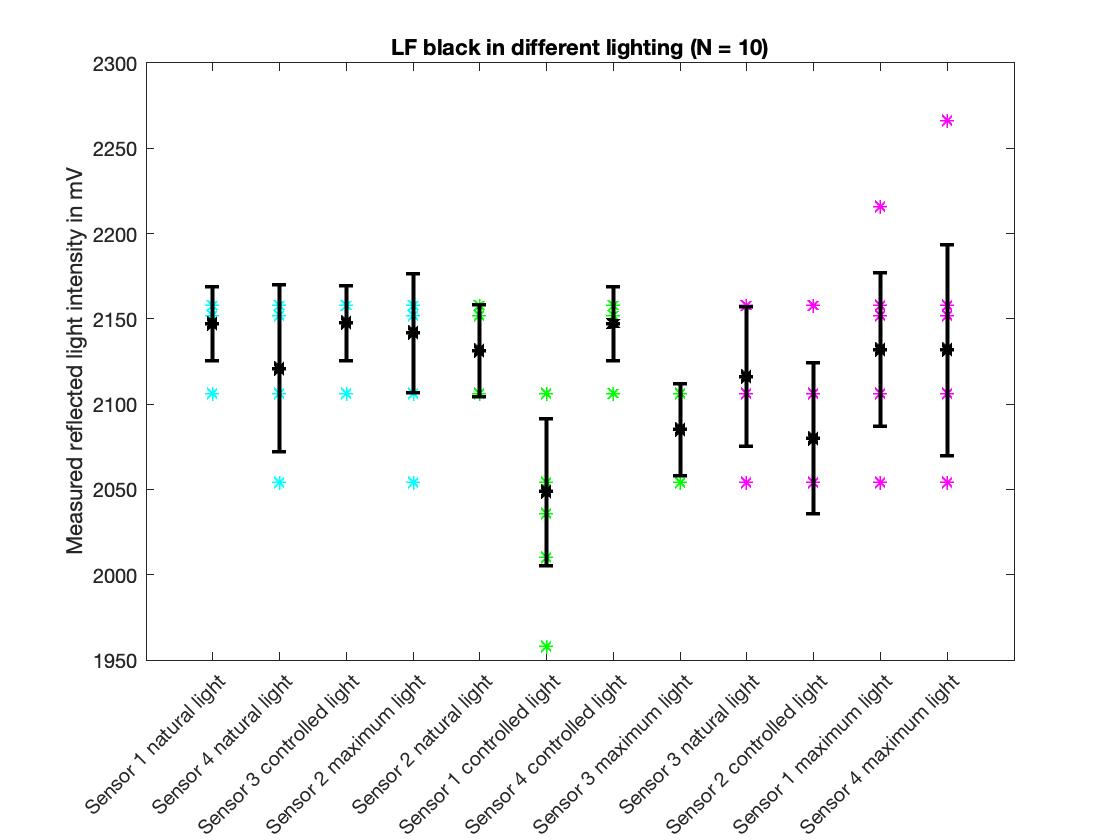 LF black in different lighting (N = 10)
Measured reflected light intensity in mV
2300
2250
2200
2150
2100
2050
2000
1950
Sensor 1 natural light
Sensor 4 natural light
Sensor 3 controlled light
Sensor 2 maximum light
Sensor 2 natural light
Sensor 1 controlled light
Sensor 4 controlled light
Sensor 3 maximum light
Sensor 3 natural light
Sensor 2 controlled light
Sensor 1 maximum light
Sensor 4 maximum light